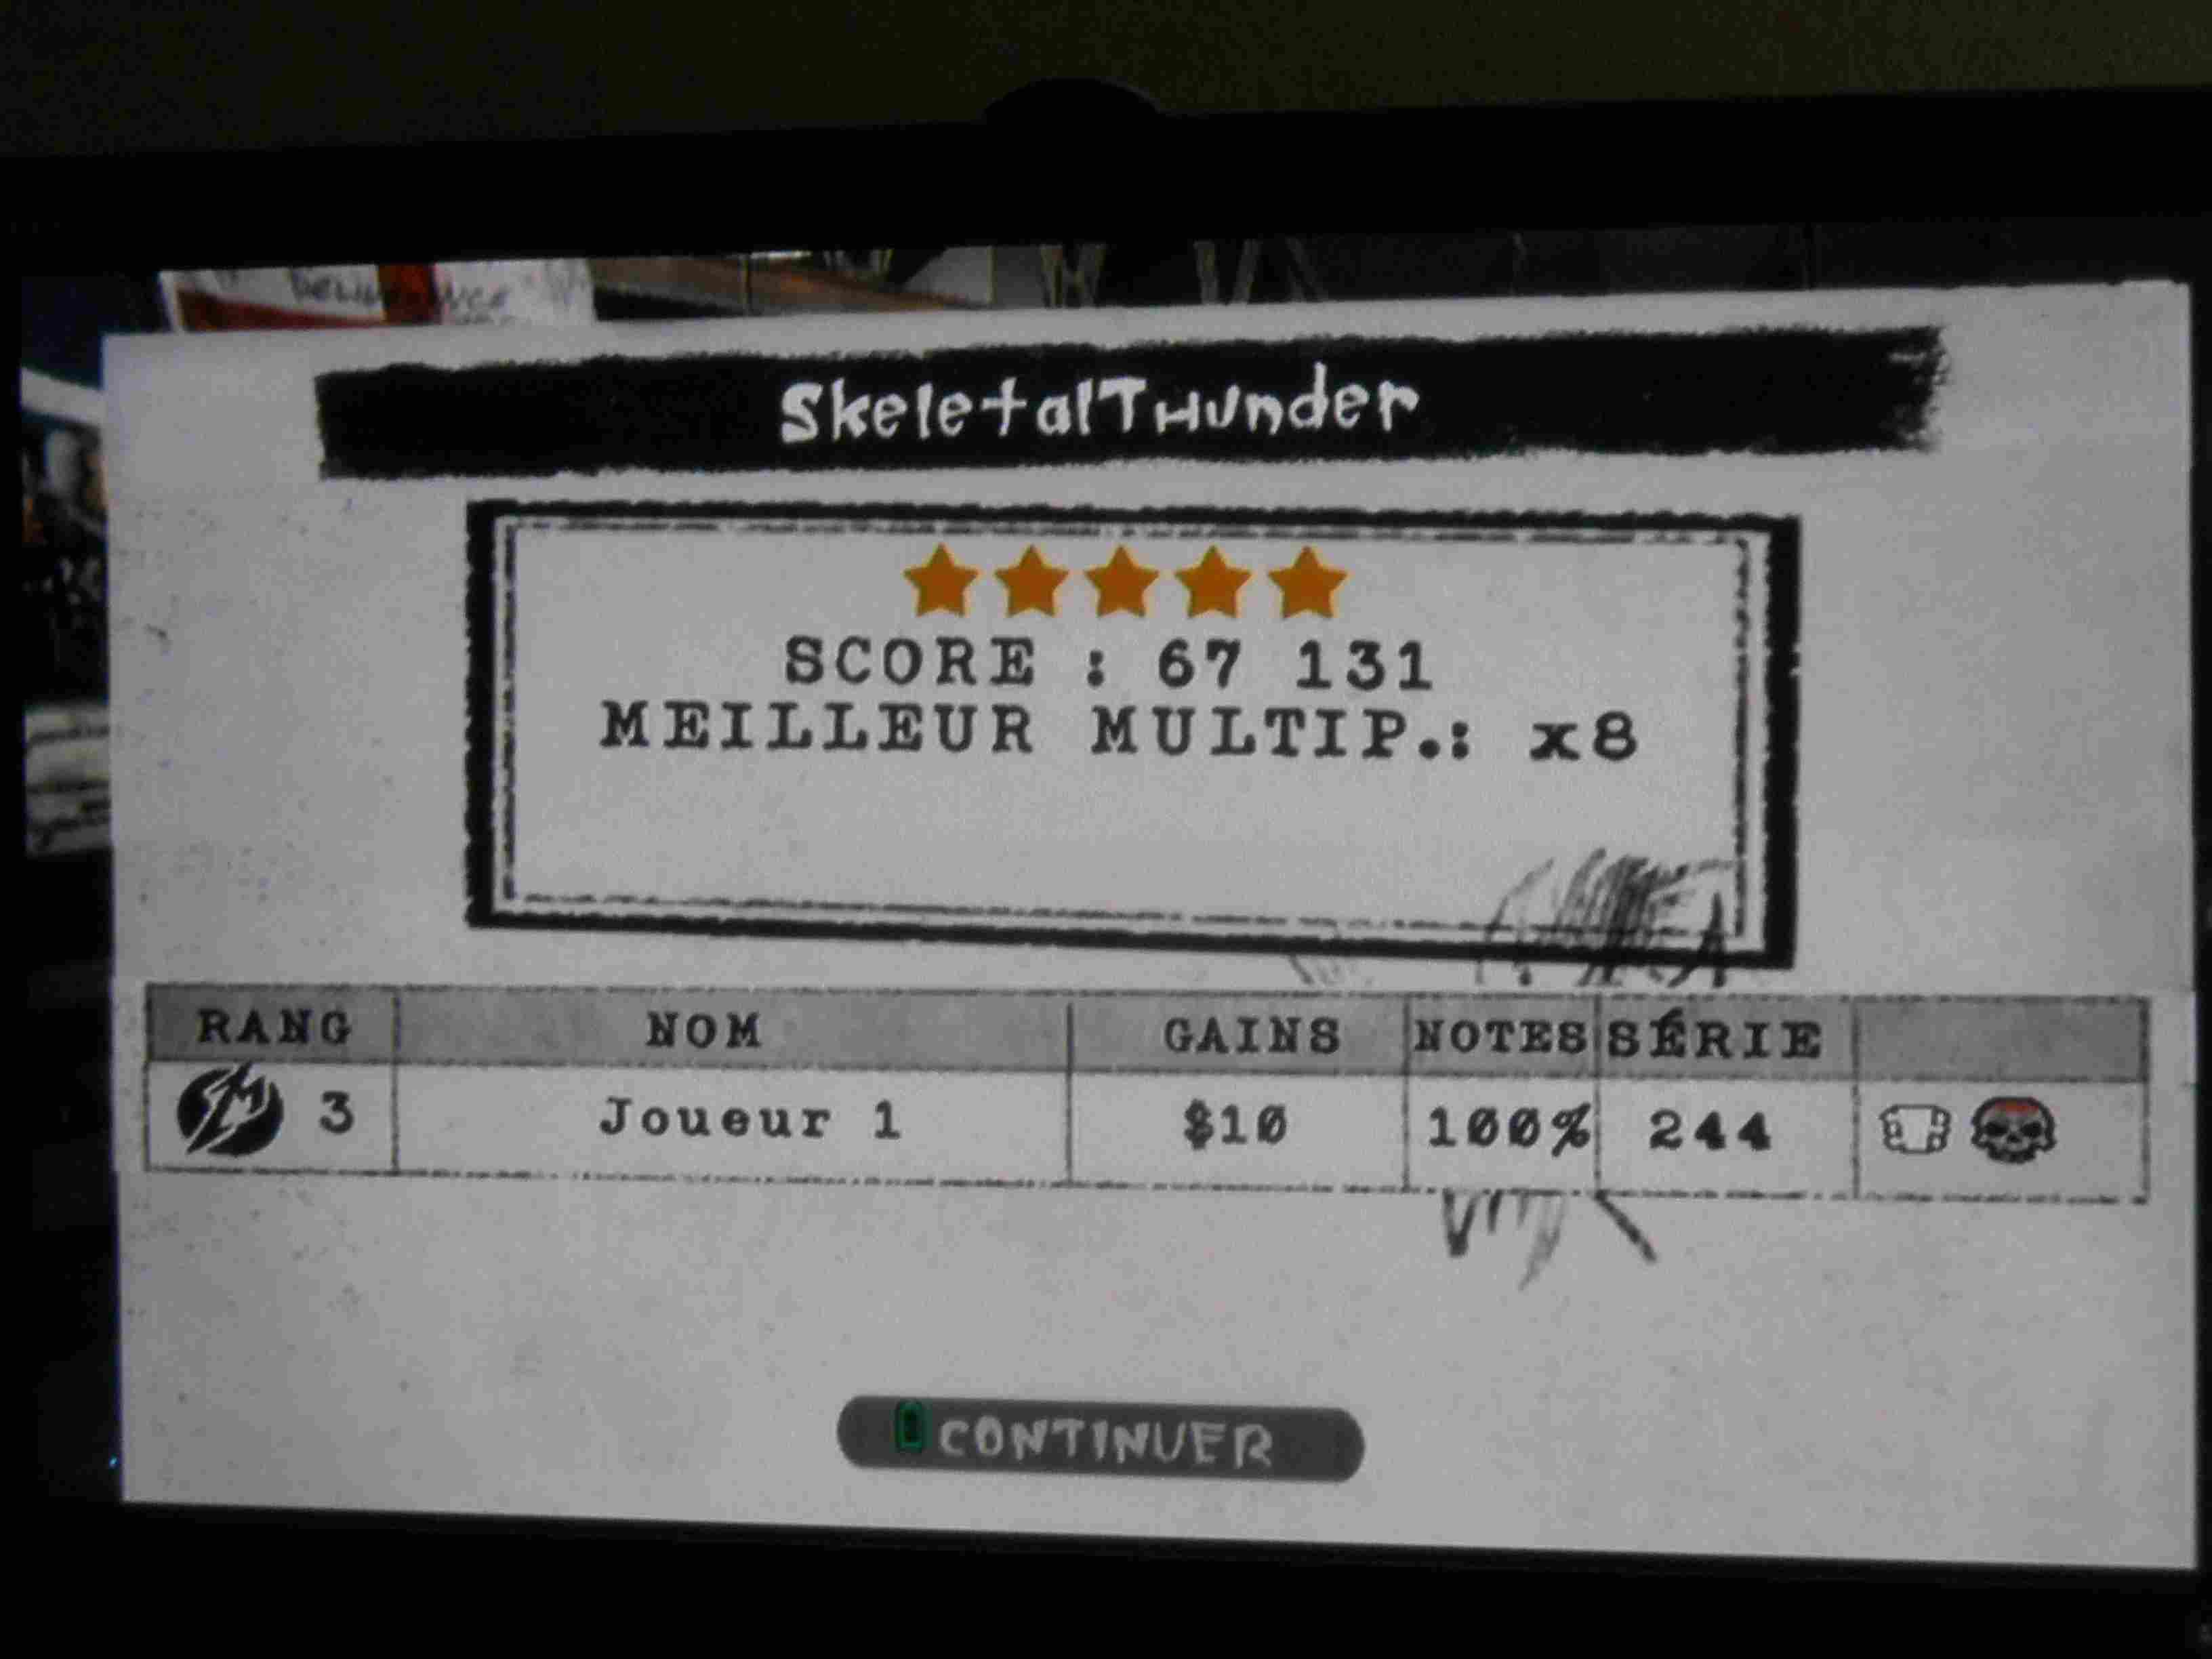 SkeletalTHunder
SCORE : 67 131
MEILLEUR MULTIP.: x8
RANG NOM GAINS NOTES SÉRIE
3 Joueur 1 $10 100% 244
CONTINUER